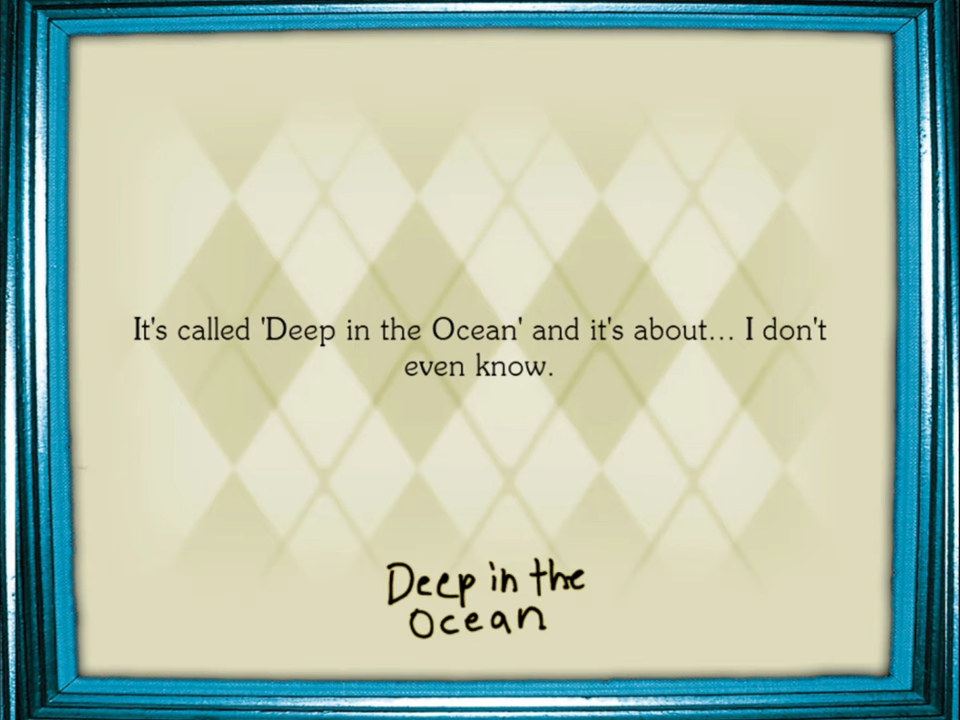 It's called 'Deep in the Ocean' and it's about... I don't
even know.
Deep in the
Ocean